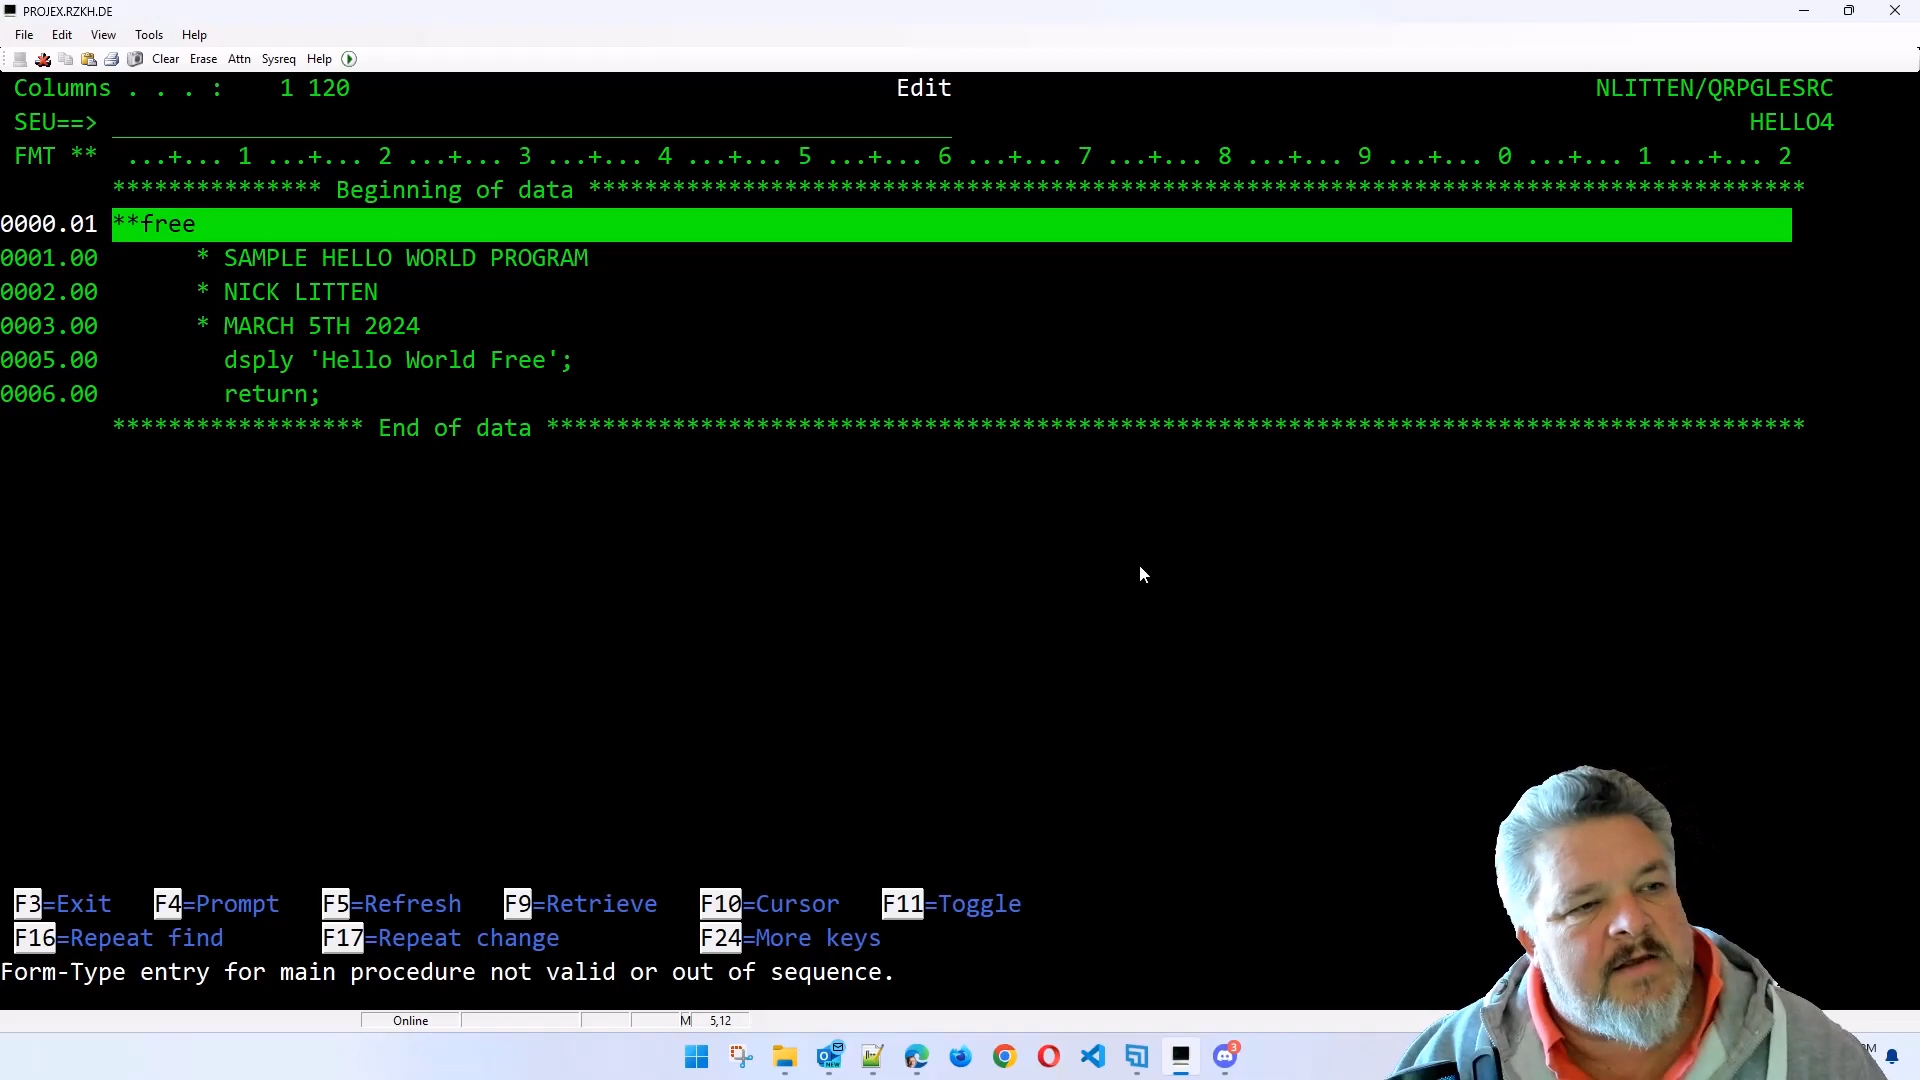 PROJEX.RZKH.DE
File Edit View Tools Help
Clear Erase Attn Sysreq Help
Columns . . . : 1 120 Edit NLITTEN/QRPGLESRC
SEU==> HELLO4
FMT ** ...+... 1 ...+... 2 ...+... 3 ...+... 4 ...+... 5 ...+... 6 ...+... 7 ...+... 8 ...+... 9 ...+... 0 ...+... 1 ...+... 2
*************** Beginning of data ***************************************************************************************
0000.01 **free
0001.00 * SAMPLE HELLO WORLD PROGRAM
0002.00 * NICK LITTEN
0003.00 * MARCH 5TH 2024
0005.00 dsply 'Hello World Free';
0006.00 return;
****************** End of data ******************************************************************************************
F3=Exit F4=Prompt F5=Refresh F9=Retrieve F10=Cursor F11=Toggle
F16=Repeat find F17=Repeat change F24=More keys
Form-Type entry for main procedure not valid or out of sequence.
Online M 5,12
NEW 3